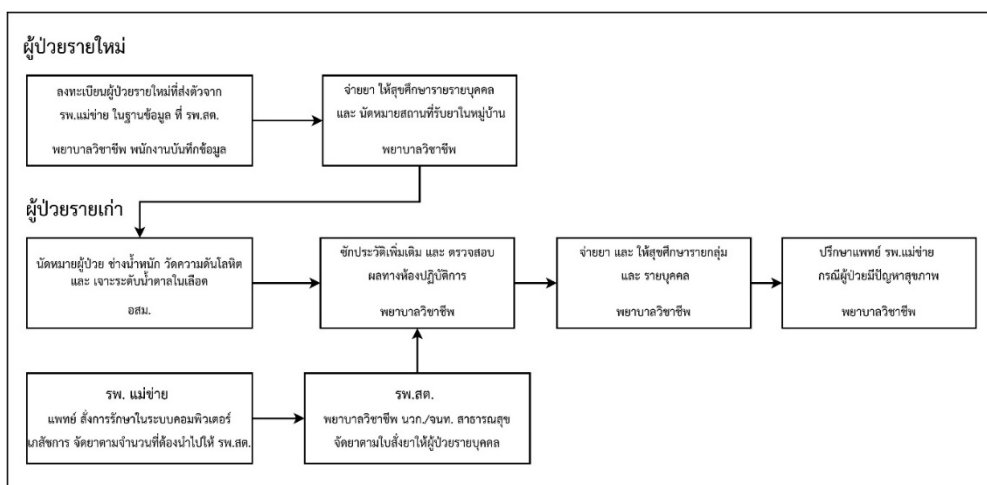 ผู้ป่วยรายใหม่
ลงทะเบียนผู้ป่วยรายใหม่ที่ส่งตัวจาก
รพ.แม่ข่าย ในฐานข้อมูล ที่ รพ.สต.
พยาบาลวิชาชีพ พนักงานบันทึกข้อมูล
จ่ายยา ให้สุขศึกษารายรายบุคคล
และ นัดหมายสถานที่รับยาในหมู่บ้าน
พยาบาลวิชาชีพ
ผู้ป่วยรายเก่า
นัดหมายผู้ป่วย ช่างน้ำหนัก วัดความดันโลหิต
และ เจาะระดับน้ำตาลในเลือด
อสม.
ซักประวัติเพิ่มเติม และ ตรวจสอบ
ผลทางห้องปฏิบัติการ
พยาบาลวิชาชีพ
จ่ายยา และ ให้สุขศึกษารายกลุ่ม
และ รายบุคคล
พยาบาลวิชาชีพ
ปรึกษาแพทย์ รพ.แม่ข่าย
กรณีผู้ป่วยมีปัญหาสุขภาพ
พยาบาลวิชาชีพ
รพ. แม่ข่าย
แพทย์ สั่งการรักษาในระบบคอมพิวเตอร์
เภสัชการ จัดยาตามจำนวนที่ต้องนำไปให้ รพ.สต.
รพ.สต.
พยาบาลวิชาชีพ นวก./จนท. สาธารณสุข
จัดยาตามใบสั่งยาให้ผู้ป่วยรายบุคคล